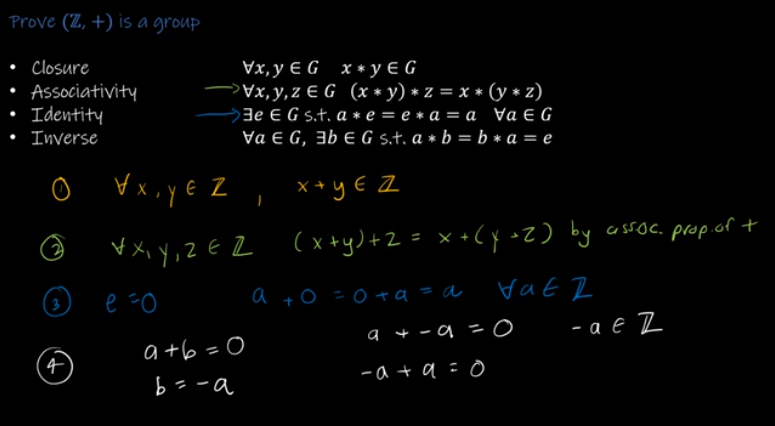 Prove (ℤ, +) is a group
• Closure ∀x, y ∈ G x * y ∈ G
• Associativity → ∀x, y, z ∈ G (x * y) * z = x * (y * z)
• Identity → ∃e ∈ G s.t. a * e = e * a = a ∀a ∈ G
• Inverse ∀a ∈ G, ∃b ∈ G s.t. a * b = b * a = e
① ∀ x, y ∈ ℤ, x + y ∈ ℤ
② ∀ x, y, z ∈ ℤ (x+y)+z = x+(y+z) by assoc. prop. of +
③ e = 0 a + 0 = 0 + a = a ∀a ∈ ℤ
④ a + b = 0 a + -a = 0 -a ∈ ℤ
b = -a -a + a = 0